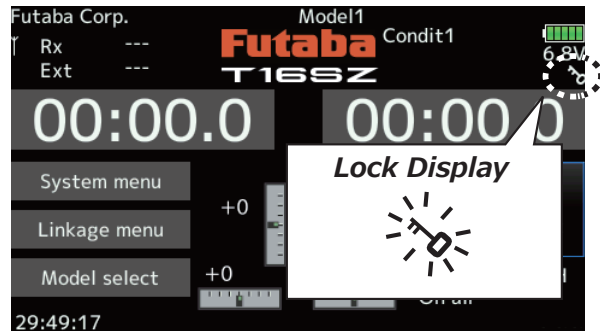 Futaba Corp.
Model1
Rx ---
Ext ---
Futaba
T16SZ
Condit1
6.8V
00:00.0
00:00.0
Lock Display
System menu
+0
Linkage menu
Model select
+0
29:49:17